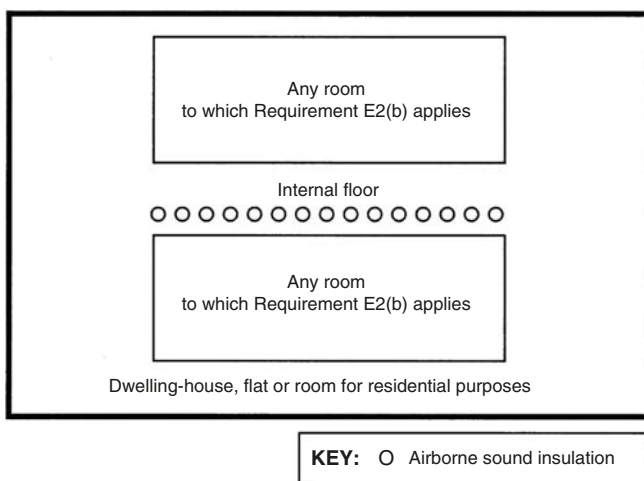 Any room
to which Requirement E2(b) applies
Internal floor
Any room
to which Requirement E2(b) applies
Dwelling-house, flat or room for residential purposes
KEY: O Airborne sound insulation